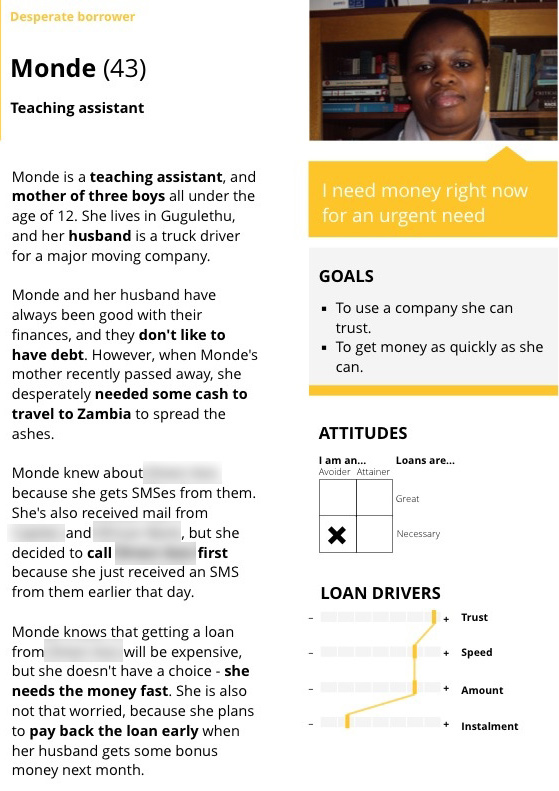 Desperate borrower
Monde (43)
Teaching assistant
Monde is a teaching assistant, and
mother of three boys all under the
age of 12. She lives in Gugulethu,
and her husband is a truck driver
for a major moving company.
Monde and her husband have
always been good with their
finances, and they don't like to
have debt. However, when Monde's
mother recently passed away, she
desperately needed some cash to
travel to Zambia to spread the
ashes.
Monde knew about
because she gets SMSes from them.
She's also received mail from
and , but she
decided to call first
because she just received an SMS
from them earlier that day.
Monde knows that getting a loan
from will be expensive,
but she doesn't have a choice - she
needs the money fast. She is also
not that worried, because she plans
to pay back the loan early when
her husband gets some bonus
money next month.
I need money right now
for an urgent need
GOALS
▪ To use a company she can
trust.
▪ To get money as quickly as she
can.
ATTITUDES
I am an... Loans are...
Avoider Attainer
Great
Necessary
LOAN DRIVERS
– + Trust
– + Speed
– + Amount
– + Instalment